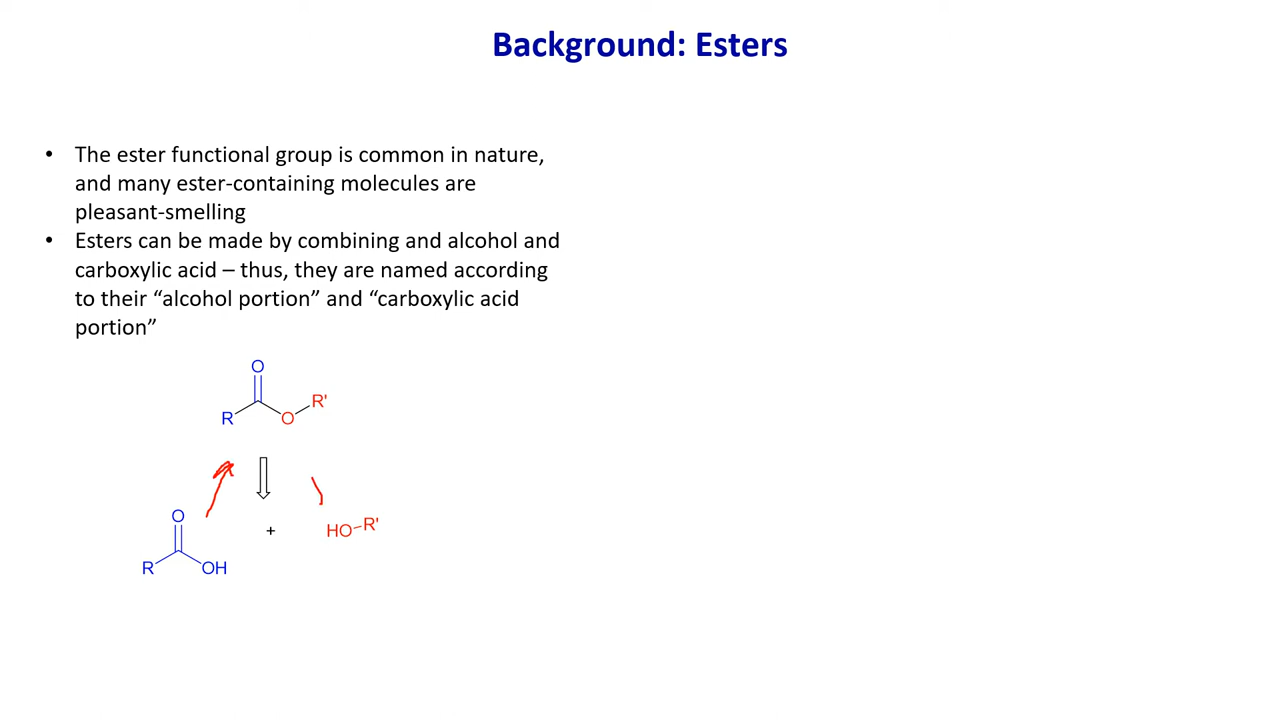 Background: Esters
• The ester functional group is common in nature,
and many ester-containing molecules are
pleasant-smelling
• Esters can be made by combining and alcohol and
carboxylic acid – thus, they are named according
to their “alcohol portion” and “carboxylic acid
portion”
O
R'
R
O
O
+
HO
R'
R
OH